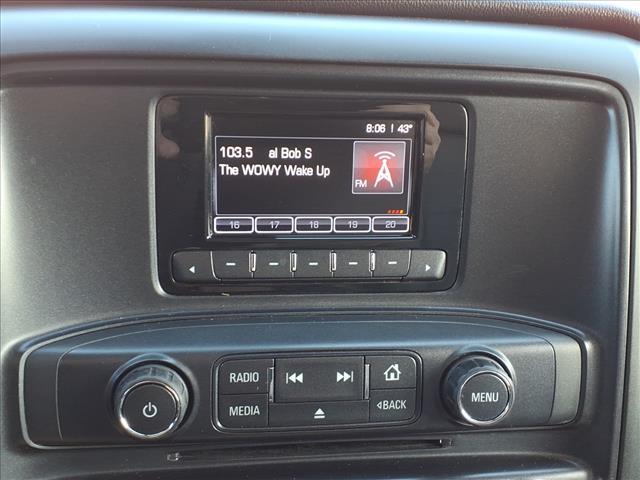 8:06 | 43°
103.5 al Bob S
The WOWY Wake Up
FM
16 17 18 19 20
RADIO
MEDIA
BACK
MENU